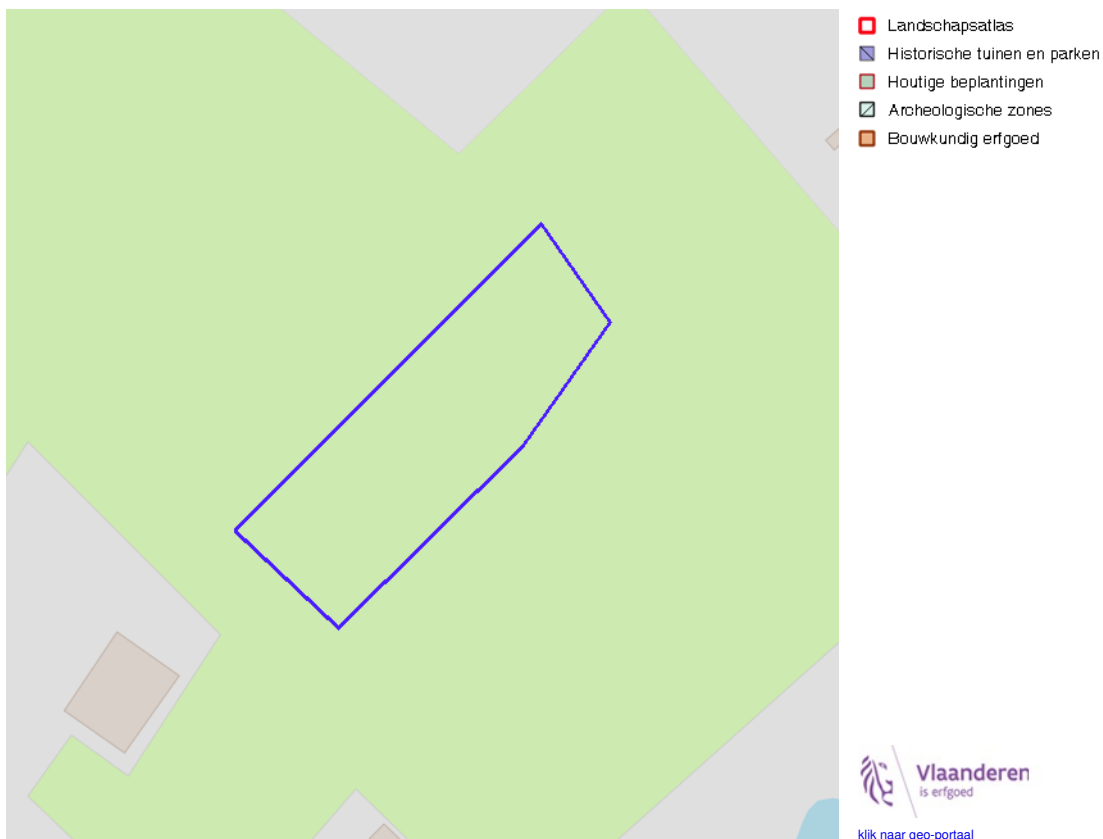 Landschapsatlas
Historische tuinen en parken
Houtige beplantingen
Archeologische zones
Bouwkundig erfgoed
Vlaanderen
is erfgoed
klik naar geo-portaal